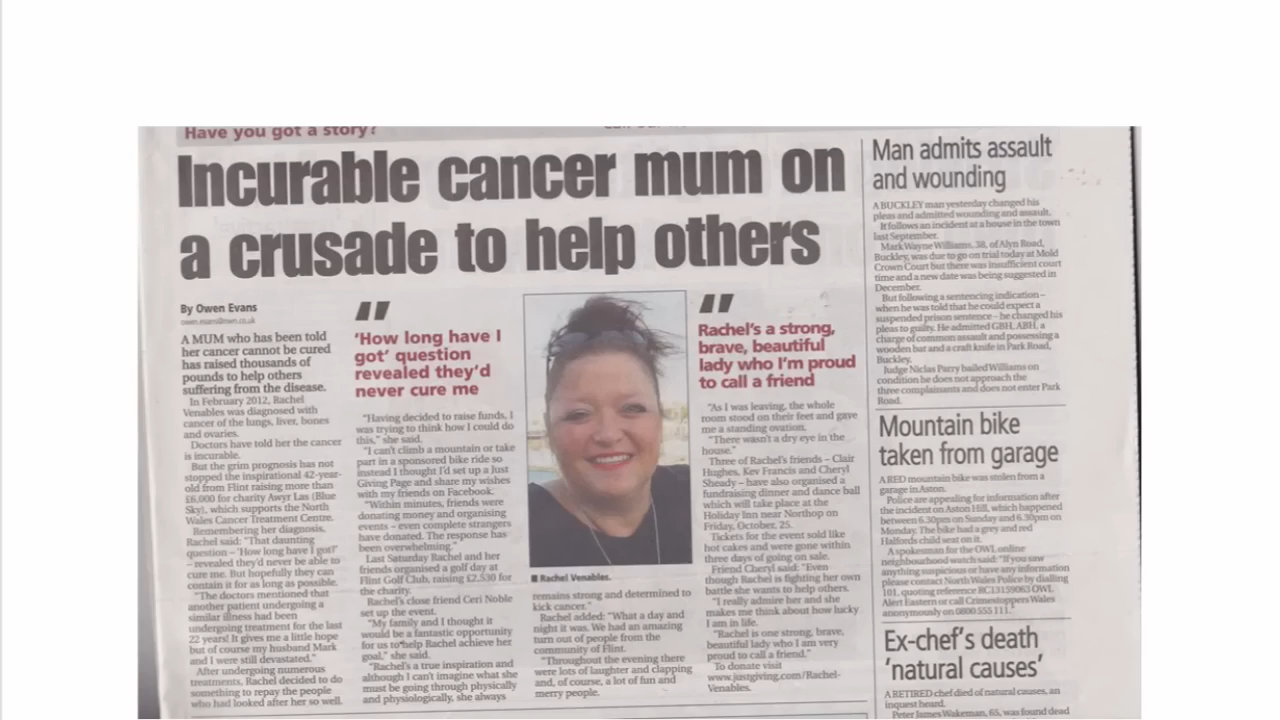 Have you got a story?
Incurable cancer mum on
a crusade to help others
By Owen Evans
A MUM who has been told
her cancer cannot be cured
has raised thousands of
pounds to help others
suffering from the disease.
In February 2012, Rachel
Venables was diagnosed with
cancer of the lungs, liver, bones
and ovaries.
Doctors have told her the cancer
is incurable.
But the grim prognosis has not
stopped the inspirational 42-year-
old from Flint raising more than
£6,000 for charity Awyr Las (Blue
Sky), which supports the North
Wales Cancer Treatment Centre.
Remembering her diagnosis,
Rachel said: "That daunting
question – 'How long have I got?'
– revealed they'd never be able to
cure me. But hopefully they can
contain it for as long as possible.
"The doctors mentioned that
another patient undergoing a
similar illness had been
undergoing treatment for the last
22 years! It gives me a little hope
but of course my husband Mark
and I were still devastated."
After undergoing numerous
treatments, Rachel decided to do
something to repay the people
who had looked after her so well.
"
'How long have I
got' question
revealed they'd
never cure me
"Having decided to raise funds, I
was trying to think how I could do
this," she said.
"I can't climb a mountain or take
part in a sponsored bike ride so
instead I thought I'd set up a Just
Giving Page and share my wishes
with my friends on Facebook.
"Within minutes, friends were
donating money and organising
events – even complete strangers
have donated. The response has
been overwhelming."
Last Saturday Rachel and her
friends organised a golf day at
Flint Golf Club, raising £2,530 for
the charity.
Rachel's close friend Ceri Noble
set up the event.
"My family and I thought it
would be a fantastic opportunity
for us to help Rachel achieve her
goal," she said.
"Rachel's a true inspiration and
although I can't imagine what she
must be going through physically
and physiologically, she always
■ Rachel Venables.
remains strong and determined to
kick cancer."
Rachel added: "What a day and
night it was. We had an amazing
turn out of people from the
community of Flint.
"Throughout the evening there
were lots of laughter and clapping
and, of course, a lot of fun and
merry people.
"
Rachel's a strong,
brave, beautiful
lady who I'm proud
to call a friend
"As I was leaving, the whole
room stood on their feet and gave
me a standing ovation.
"There wasn't a dry eye in the
house."
Three of Rachel's friends – Clair
Hughes, Kev Francis and Cheryl
Sheady – have also organised a
fundraising dinner and dance ball
which will take place at the
Holiday Inn near Northop on
Friday, October, 25.
Tickets for the event sold like
hot cakes and were gone within
three days of going on sale.
Friend Cheryl said: "Even
though Rachel is fighting her own
battle she wants to help others.
"I really admire her and she
makes me think about how lucky
I am in life.
"Rachel is one strong, brave,
beautiful lady who I am very
proud to call a friend."
To donate visit
www.justgiving.com/Rachel-
Venables.
Man admits assault
and wounding
A BUCKLEY man yesterday changed his
pleas and admitted wounding and assault.
It follows an incident at a house in the town
last September.
Mark Wayne Williams, 38, of Alyn Road,
Buckley, was due to go on trial today at Mold
Crown Court but there was insufficient court
time and a new date was being suggested in
December.
But following a sentencing indication –
when he was told that he could expect a
suspended prison sentence – he changed his
pleas to guilty. He admitted GBH, ABH, a
charge of common assault and possessing a
wooden bar and a craft knife in Park Road,
Buckley.
Judge Niclas Parry bailed Williams on
condition he does not approach the
three complainants and does not enter Park
Road.
Mountain bike
taken from garage
A RED mountain bike was stolen from a
garage in Aston.
Police are appealing for information after
the incident on Aston Hill, which happened
between 6.30pm on Sunday and 6.30pm on
Monday. The bike had a grey and red
Halfords child seat on it.
A spokesman for the OWL online
neighbourhood watch said: "If you saw
anything suspicious or have any information
please contact North Wales Police by dialling
101, quoting reference RC13159063 OWL
Alert Eastern or call Crimestoppers Wales
anonymously on 0800 555 111.
Ex-chef's death
'natural causes'
A RETIRED chef died of natural causes, an
inquest heard.
Peter James Wakeman, 65, was found dead